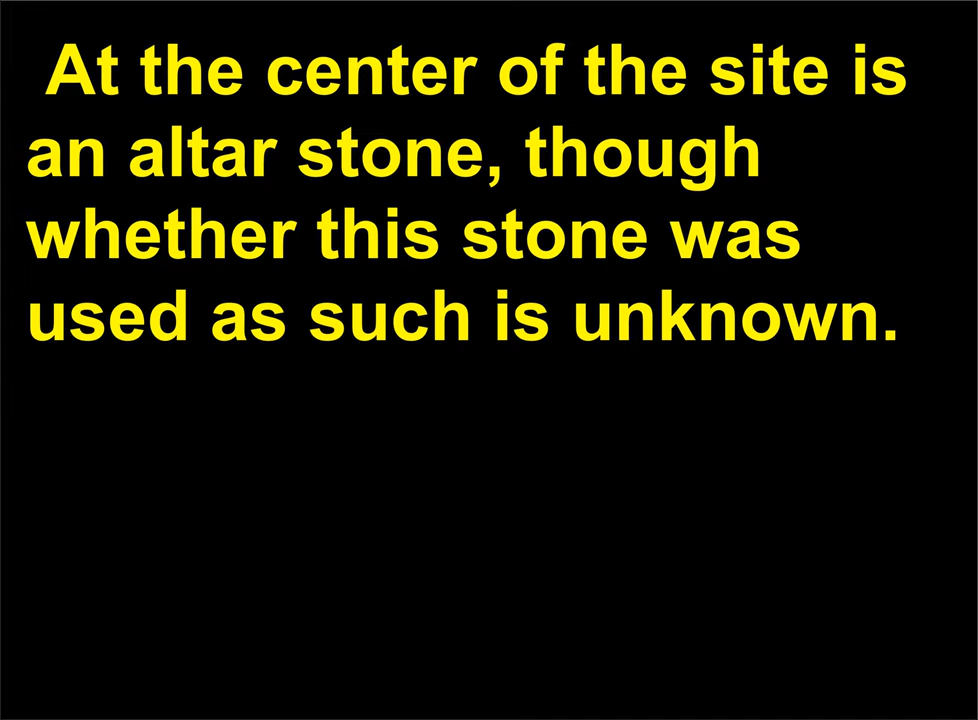 At the center of the site is
an altar stone, though
whether this stone was
used as such is unknown.